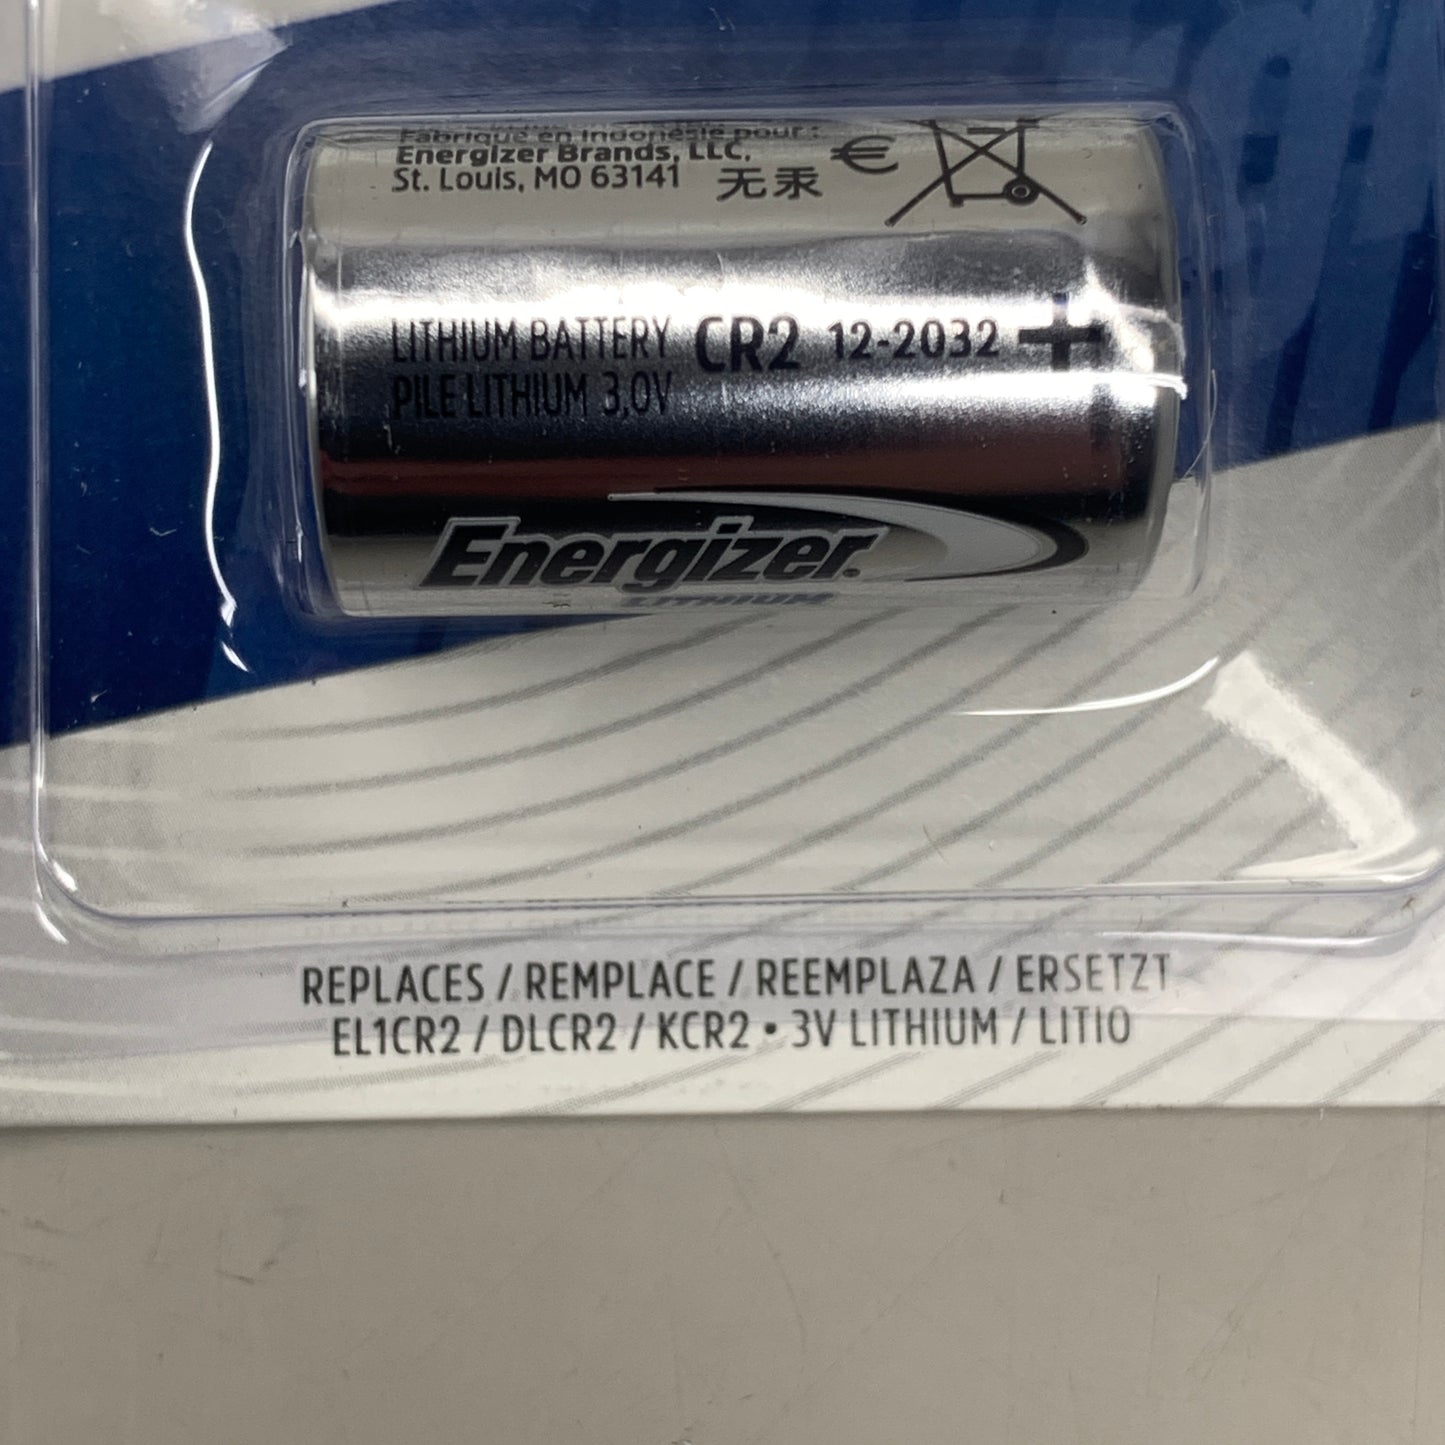 Fabriqué en Indonésie pour :
Energizer Brands, LLC,
St. Louis, MO 63141 无汞
LITHIUM BATTERY CR2 12-2032 +
PILE LITHIUM 3,0V
Energizer.
LITHIUM
REPLACES / REMPLACE / REEMPLAZA / ERSETZT
EL1CR2 / DLCR2 / KCR2 • 3V LITHIUM / LITIO